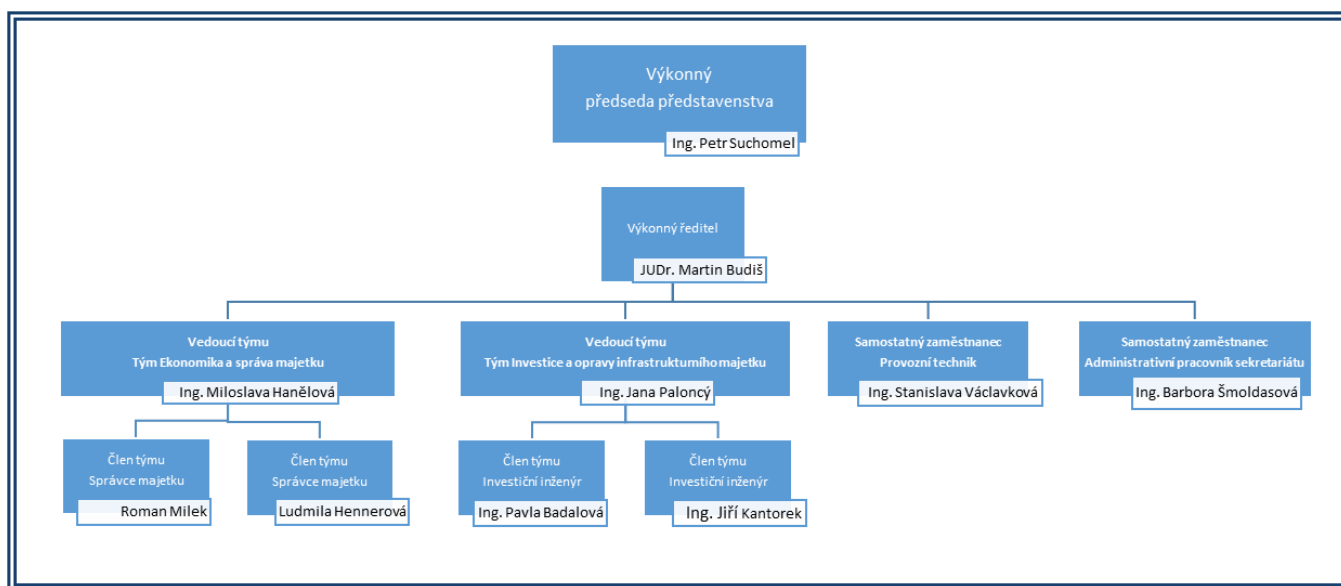 Výkonný
předseda představenstva
Ing. Petr Suchomel
Výkonný ředitel
JUDr. Martin Budiš
Vedoucí týmu
Tým Ekonomika a správa majetku
Ing. Miloslava Hanělová
Vedoucí týmu
Tým Investice a opravy infrastrukturního majetku
Ing. Jana Paloncý
Samostatný zaměstnanec
Provozní technik
Ing. Stanislava Václavková
Samostatný zaměstnanec
Administrativní pracovník sekretariátu
Ing. Barbora Šmoldasová
Člen týmu
Správce majetku
Roman Milek
Člen týmu
Správce majetku
Ludmila Hennerová
Člen týmu
Investiční inženýr
Ing. Pavla Badalová
Člen týmu
Investiční inženýr
Ing. Jiří Kantorek